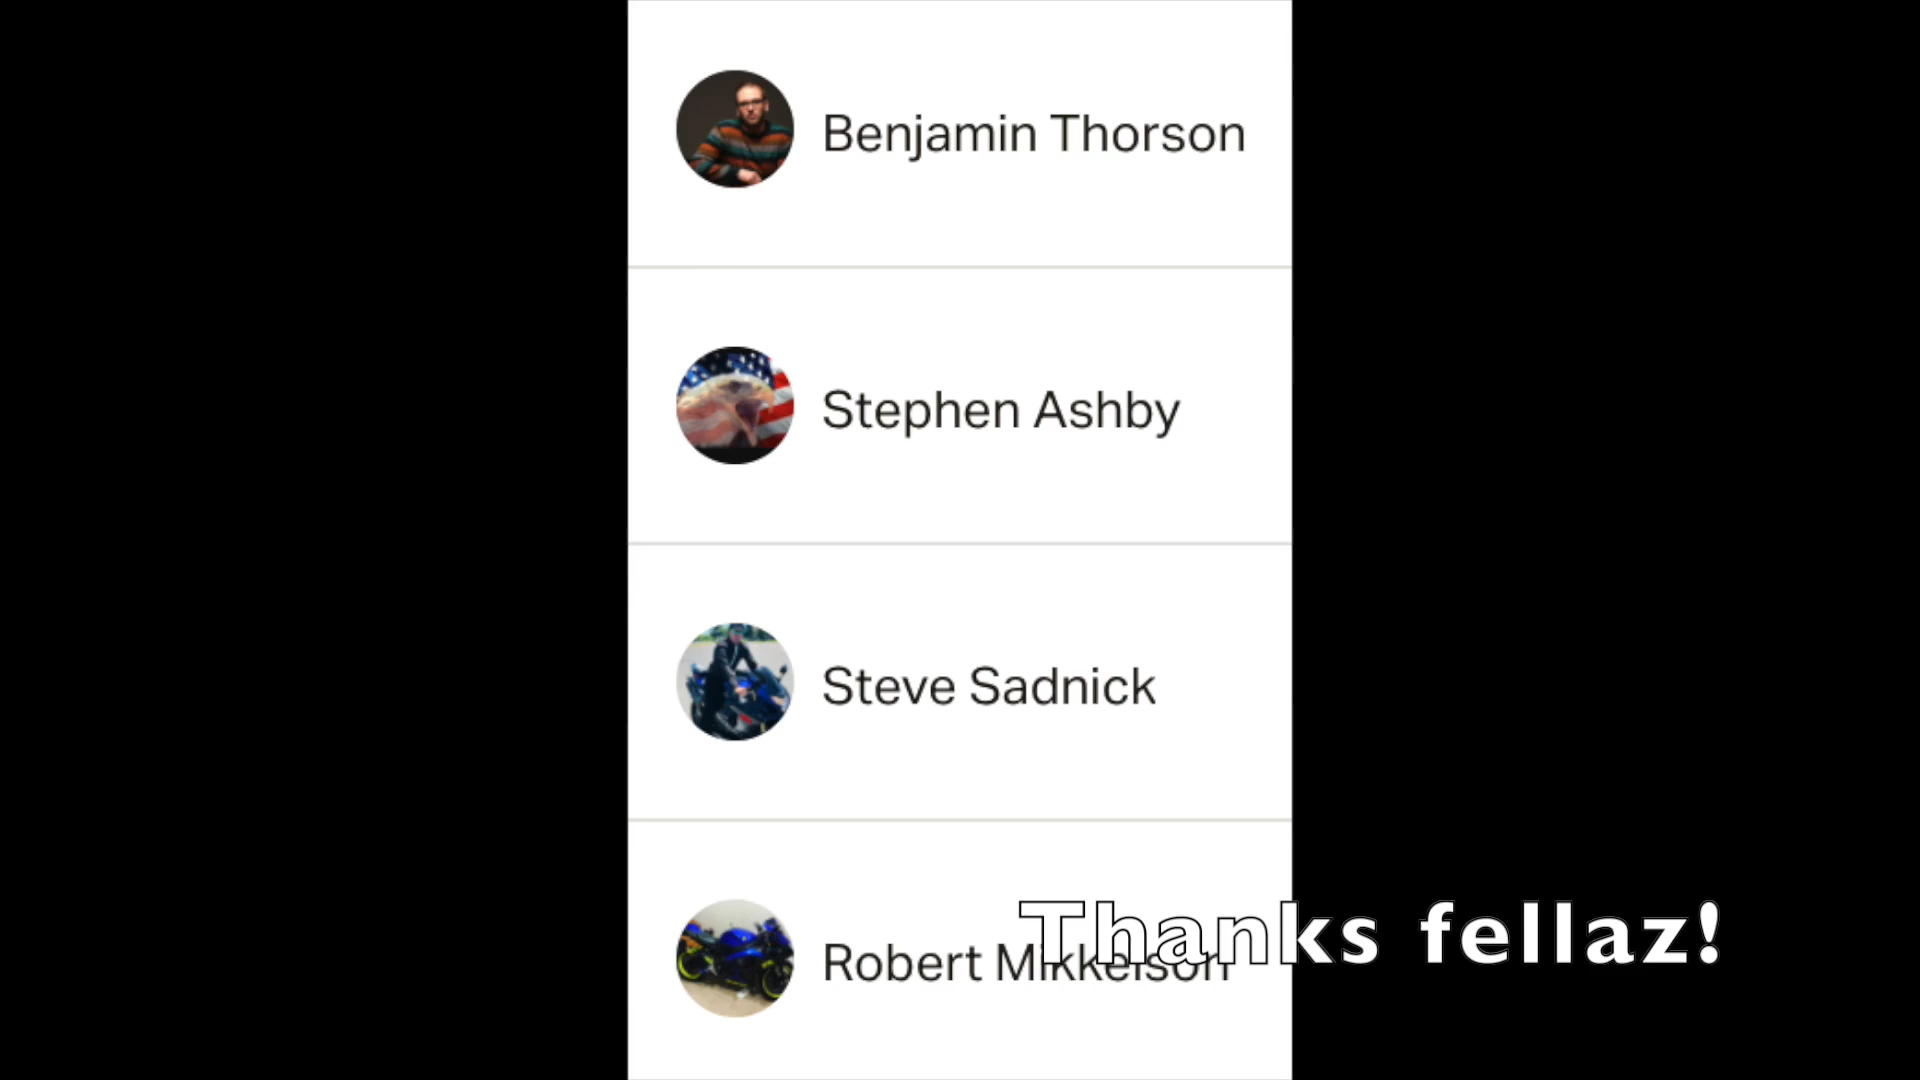 Benjamin Thorson
Stephen Ashby
Steve Sadnick
Robert Mikkelson
Thanks fellaz!